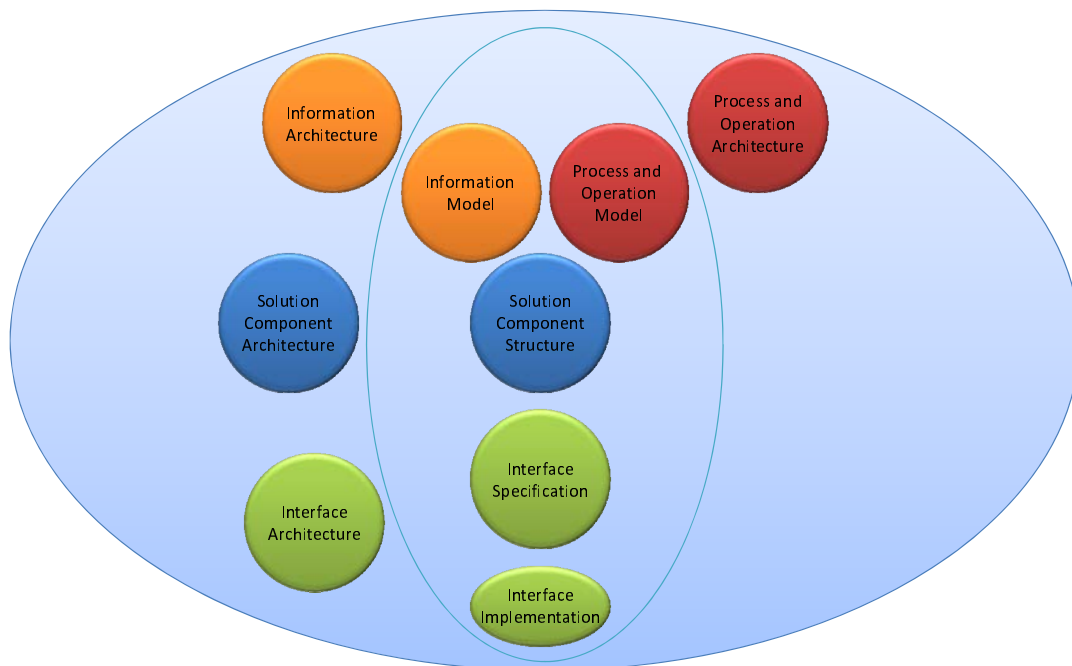 Information
Architecture
Process and
Operation
Architecture
Information
Model
Process and
Operation
Model
Solution
Component
Architecture
Solution
Component
Structure
Interface
Specification
Interface
Architecture
Interface
Implementation